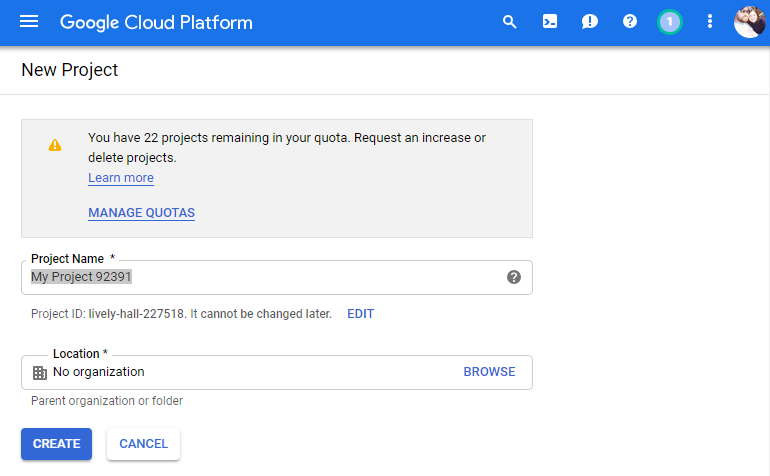 Google Cloud Platform
1
New Project
You have 22 projects remaining in your quota. Request an increase or
delete projects.
Learn more
MANAGE QUOTAS
Project Name *
My Project 92391
Project ID: lively-hall-227518. It cannot be changed later. EDIT
Location *
No organization BROWSE
Parent organization or folder
CREATE CANCEL